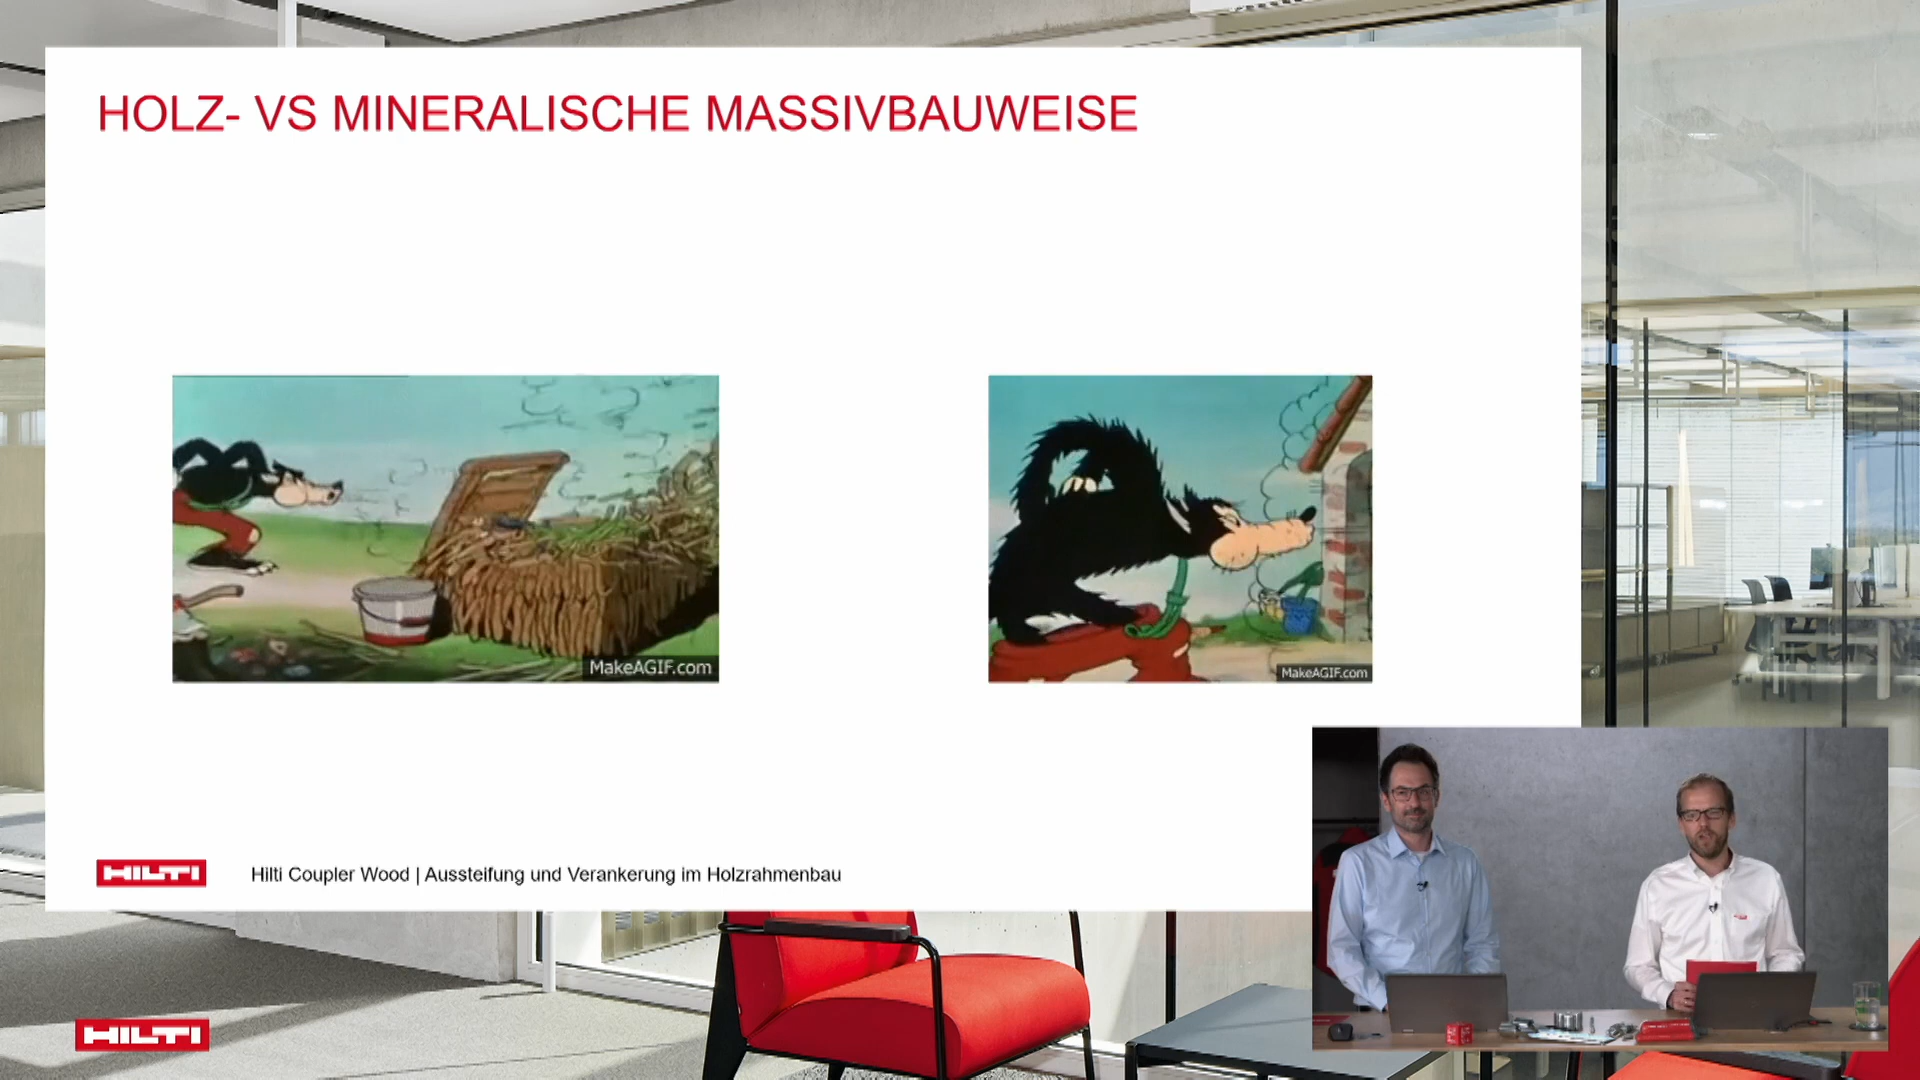 HOLZ- VS MINERALISCHE MASSIVBAUWEISE
MakeAGIF.com
MakeAGIF.com
HILTI
Hilti Coupler Wood | Aussteifung und Verankerung im Holzrahmenbau
HILTI